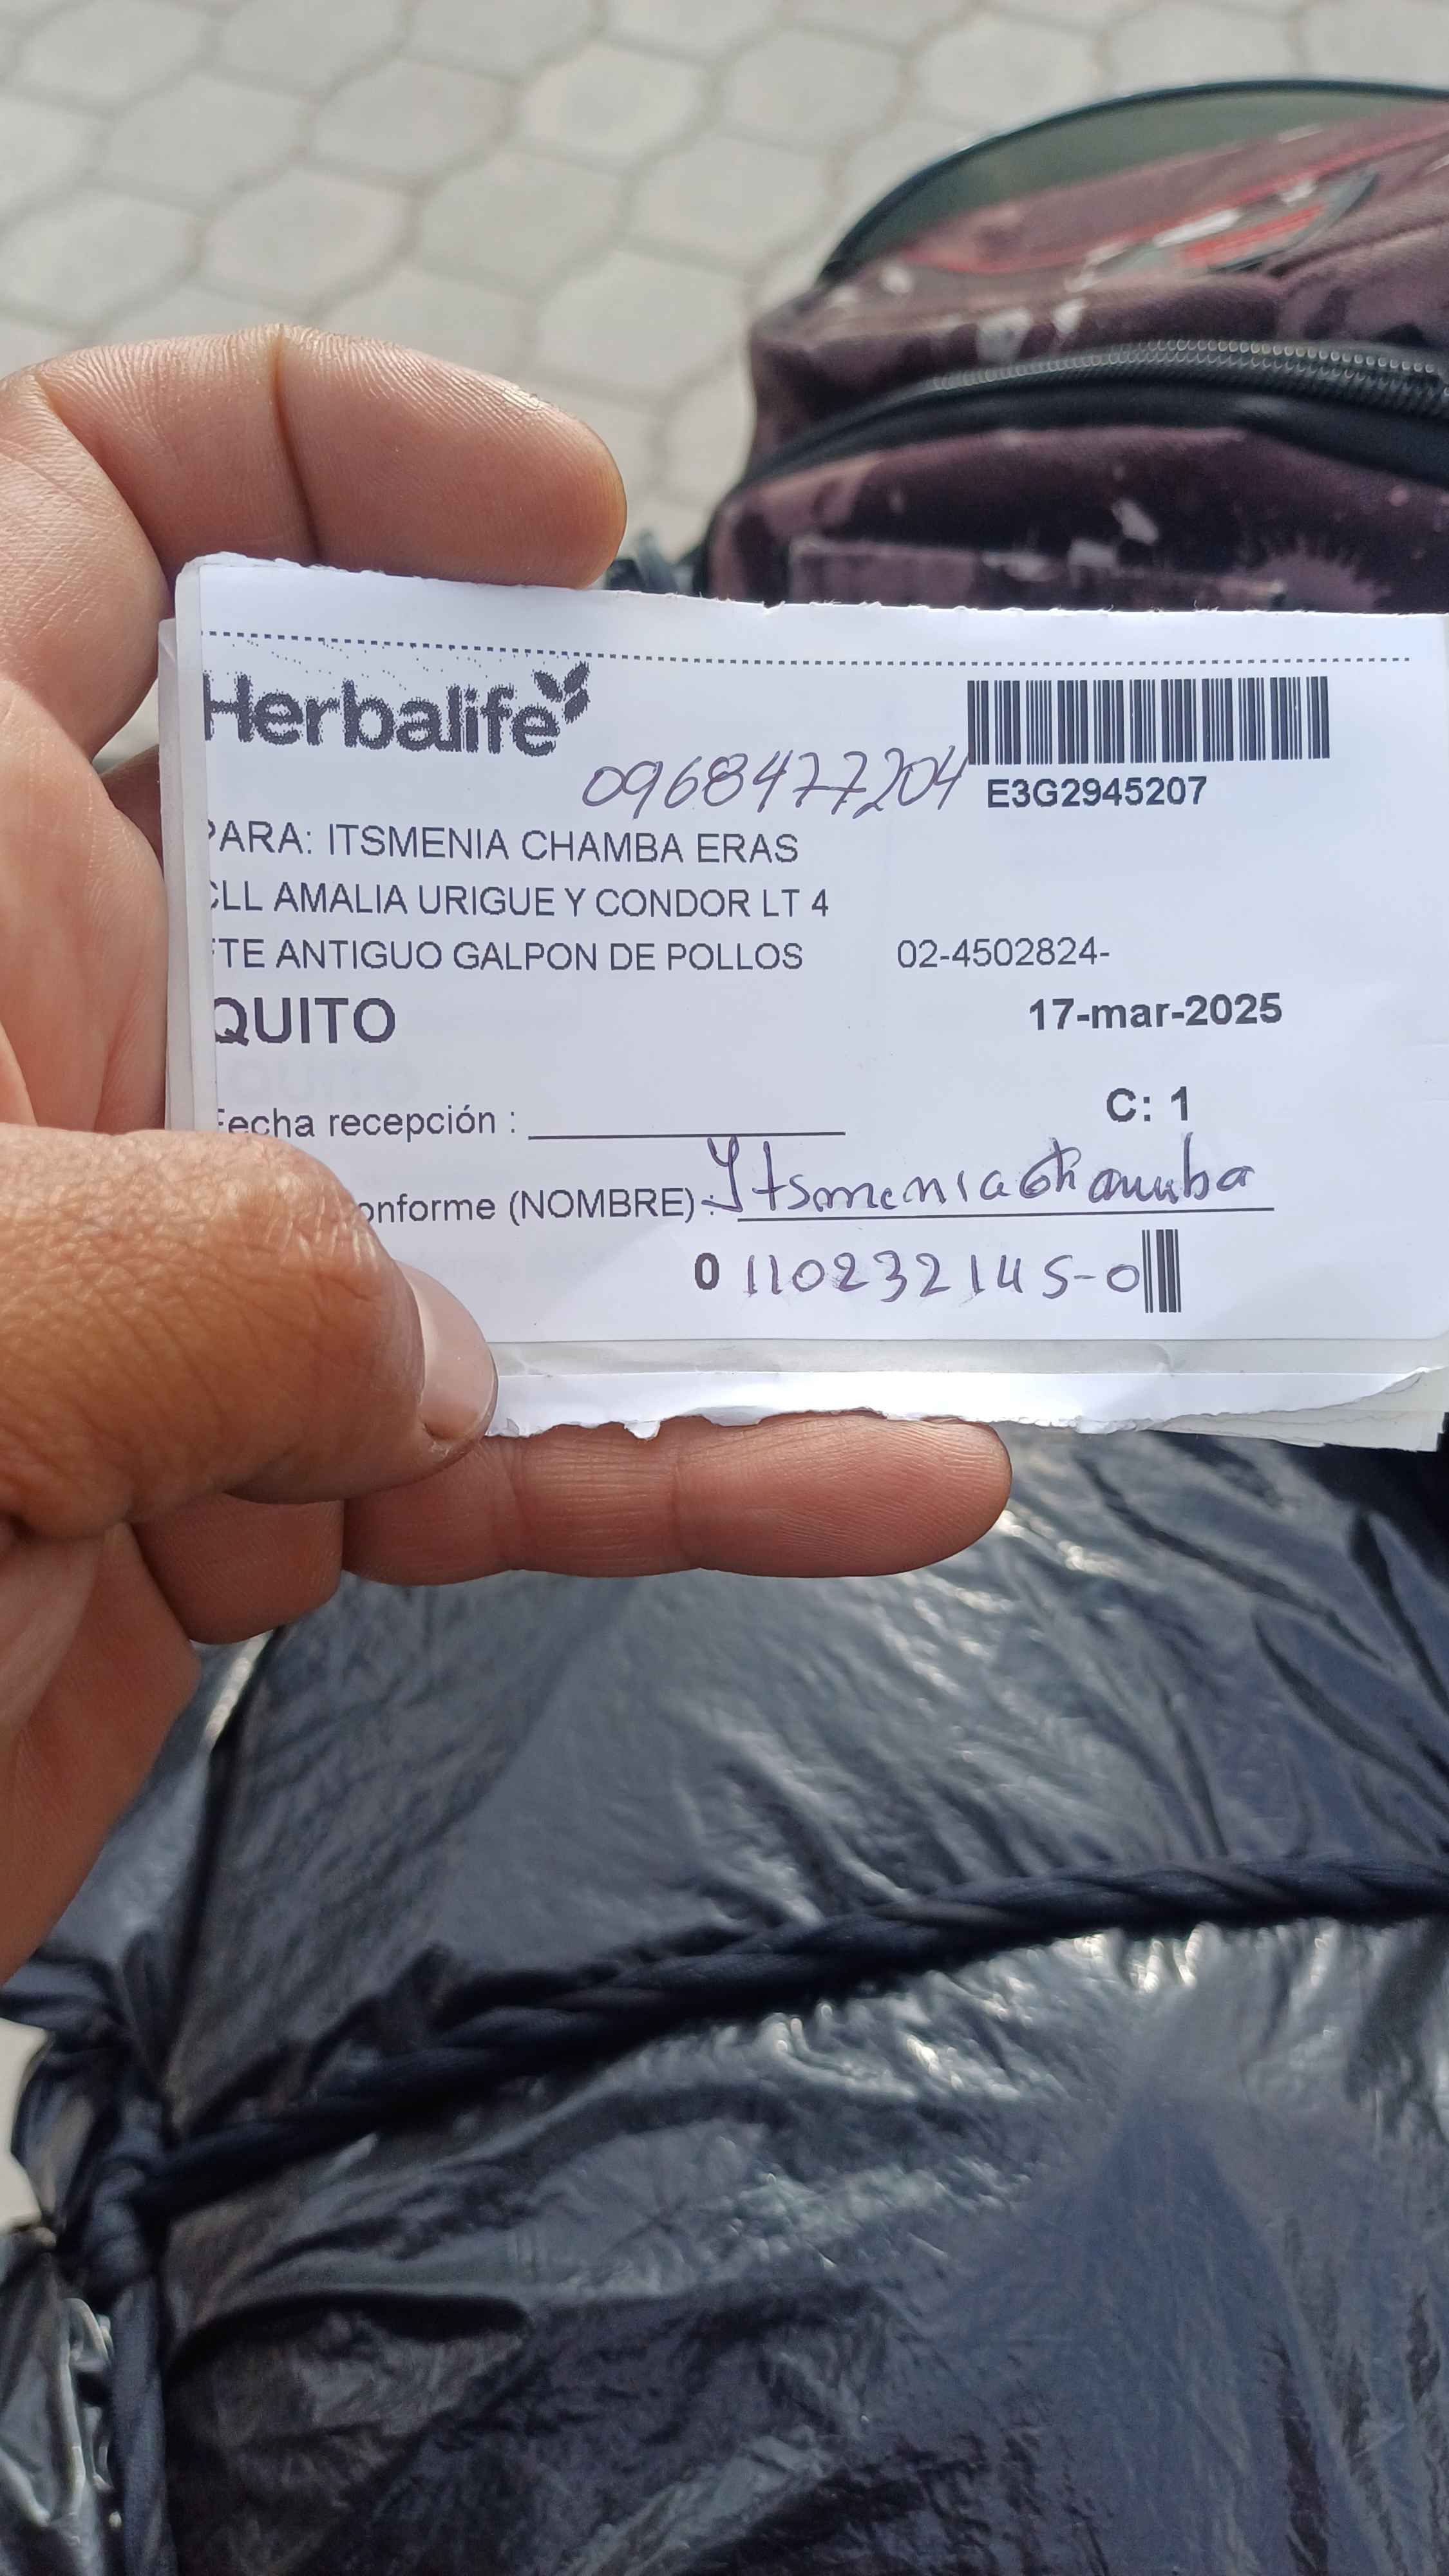 Herbalife
0968477204
E3G2945207
PARA: ITSMENIA CHAMBA ERAS
CLL AMALIA URIGUE Y CONDOR LT 4
FTE ANTIGUO GALPON DE POLLOS 02-4502824-
QUITO 17-mar-2025
C: 1
Fecha recepción :
onforme (NOMBRE) : Ytsmenia Chamba
0 110232145-0